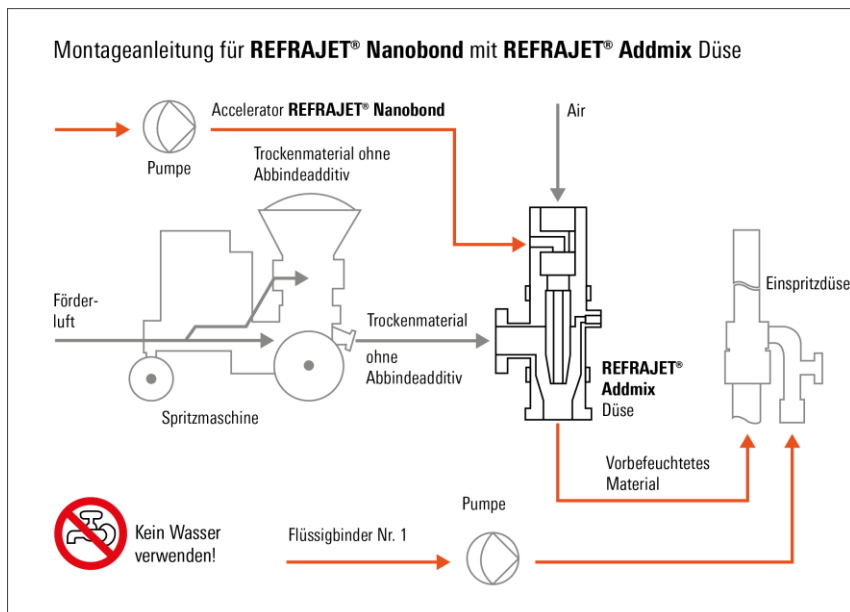 Montageanleitung für REFRAJET® Nanobond mit REFRAJET® Addmix Düse
Accelerator REFRAJET® Nanobond
Air
Pumpe
Trockenmaterial ohne
Abbindeadditiv
Förder-
luft
Trockenmaterial
ohne
Abbindeadditiv
Einspritzdüse
REFRAJET®
Addmix
Düse
Spritzmaschine
Vorbefeuchtetes
Material
Pumpe
Kein Wasser
verwenden!
Flüssigbinder Nr. 1